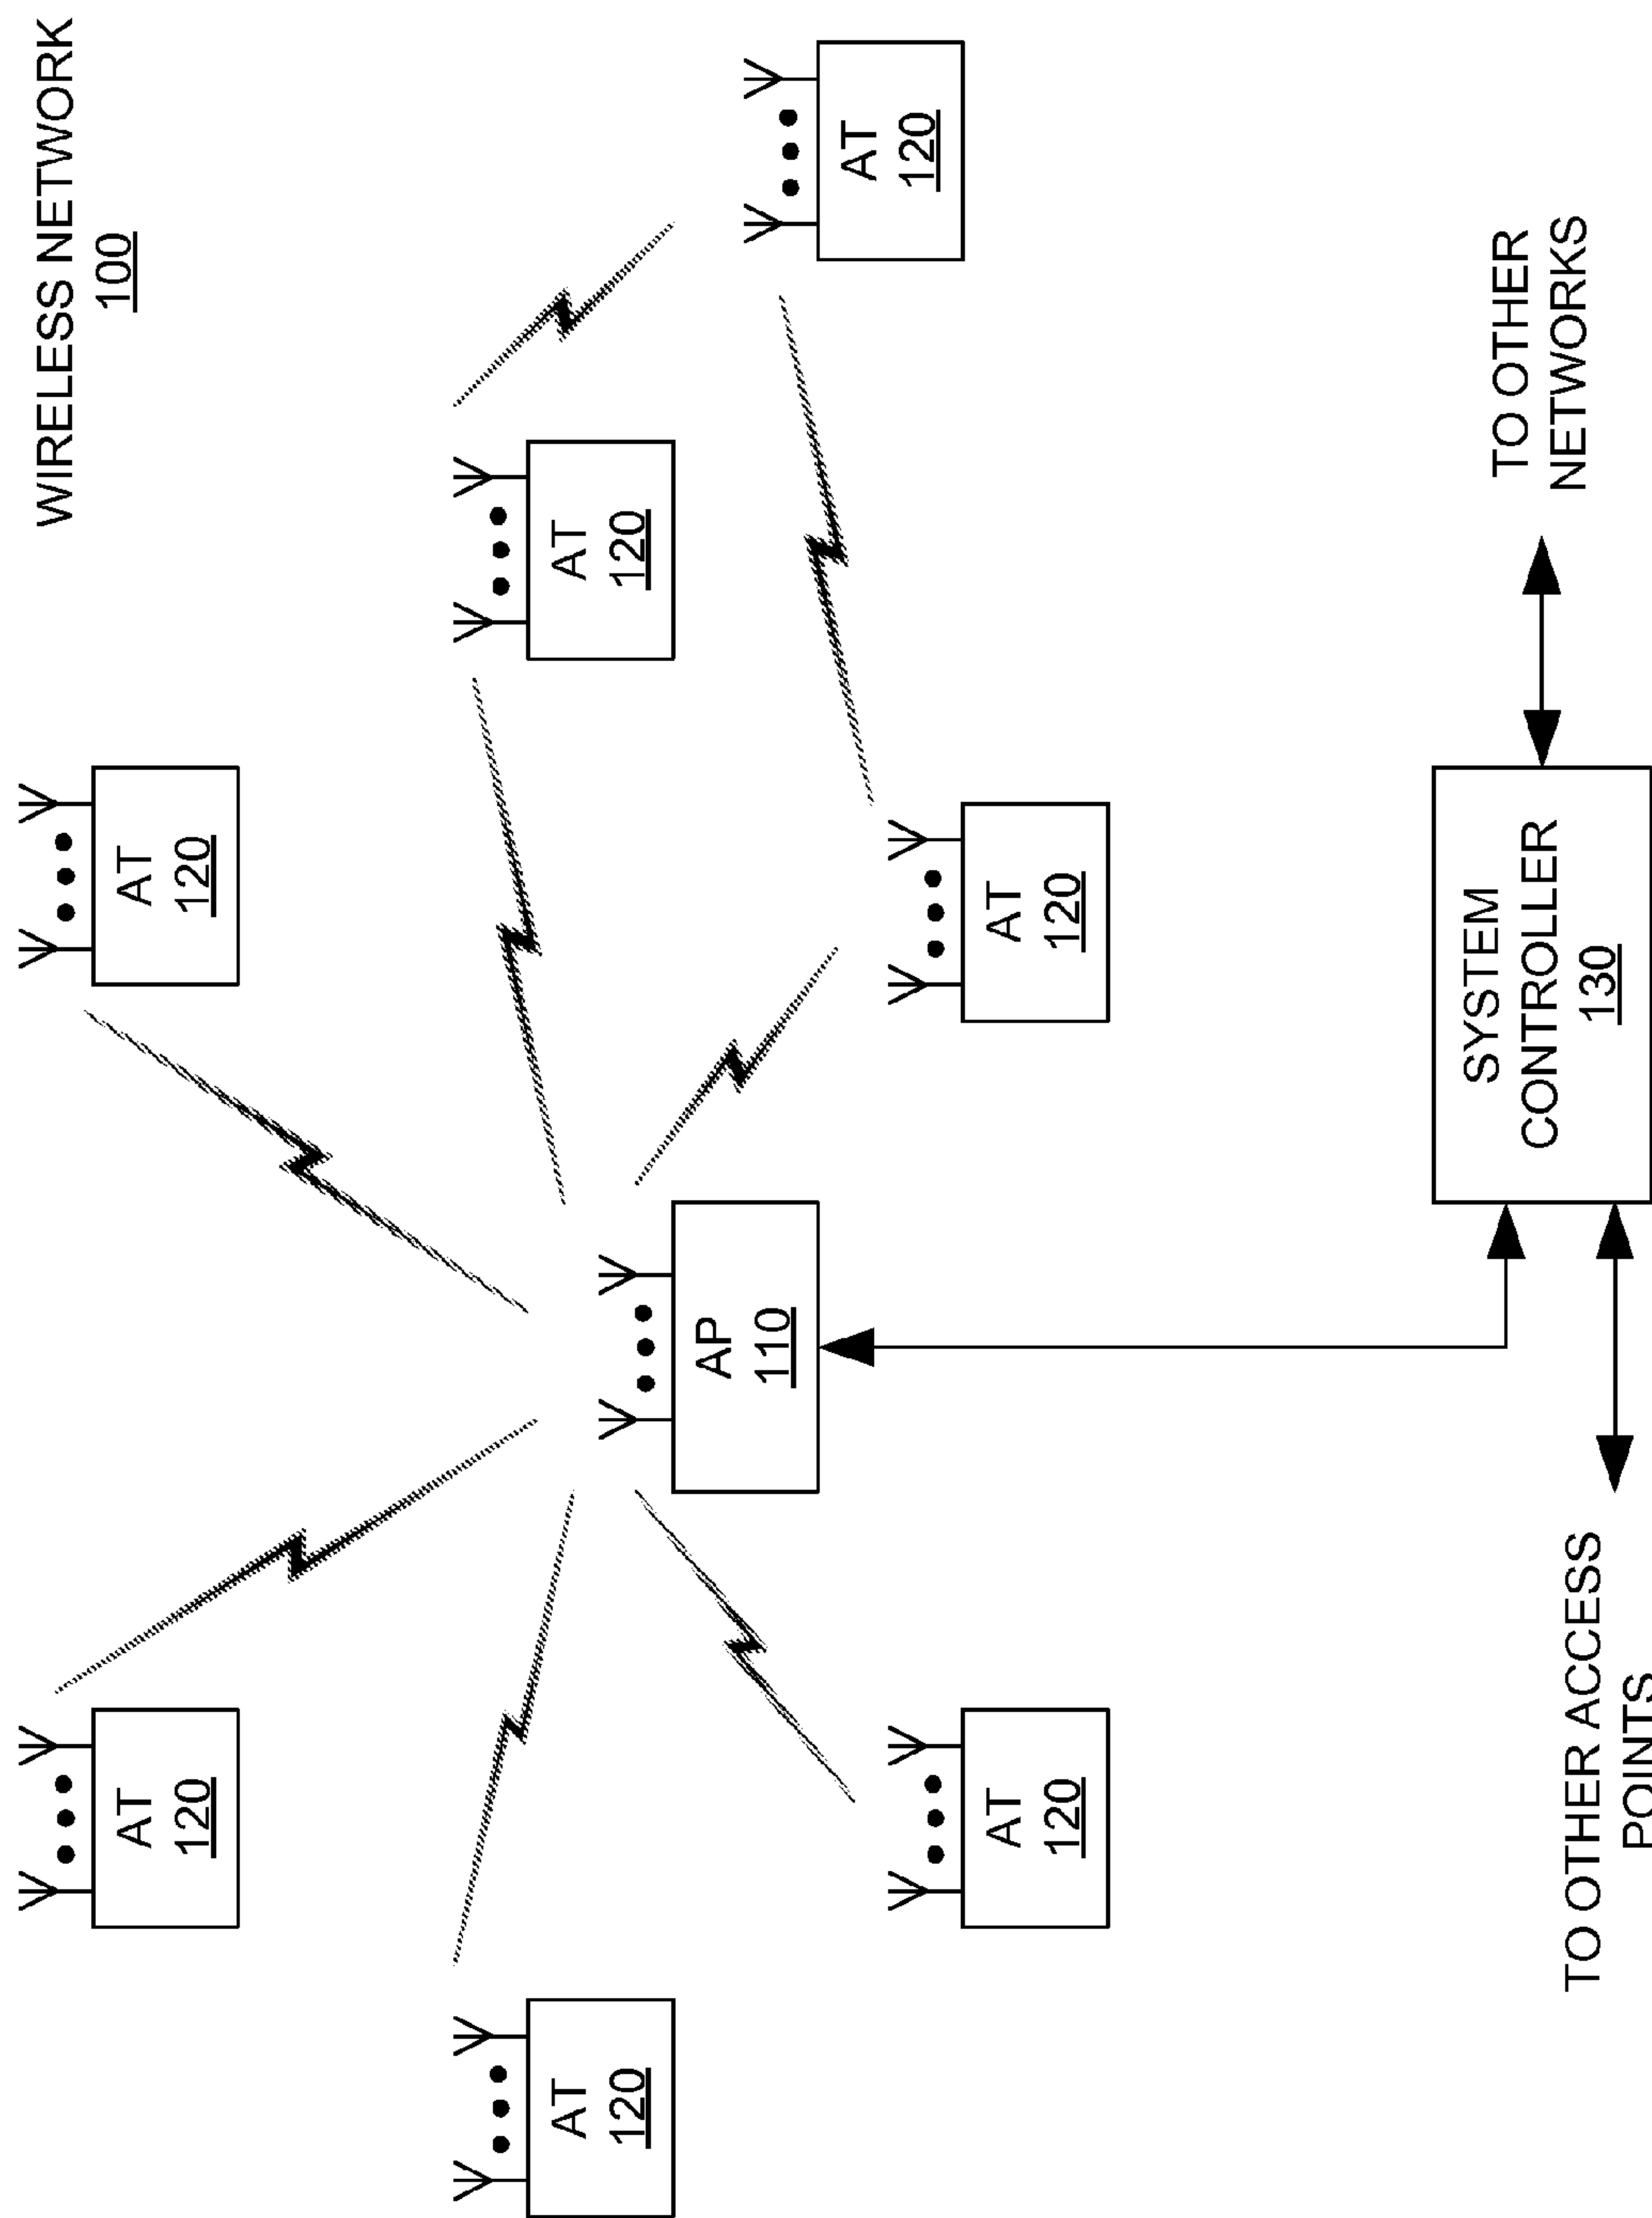 WIRELESS NETWORK
100
AT
120
AT
120
AT
120
AT
120
AP
110
AT
120
AT
120
AT
120
SYSTEM
CONTROLLER
130
TO OTHER
NETWORKS
TO OTHER ACCESS
POINTS